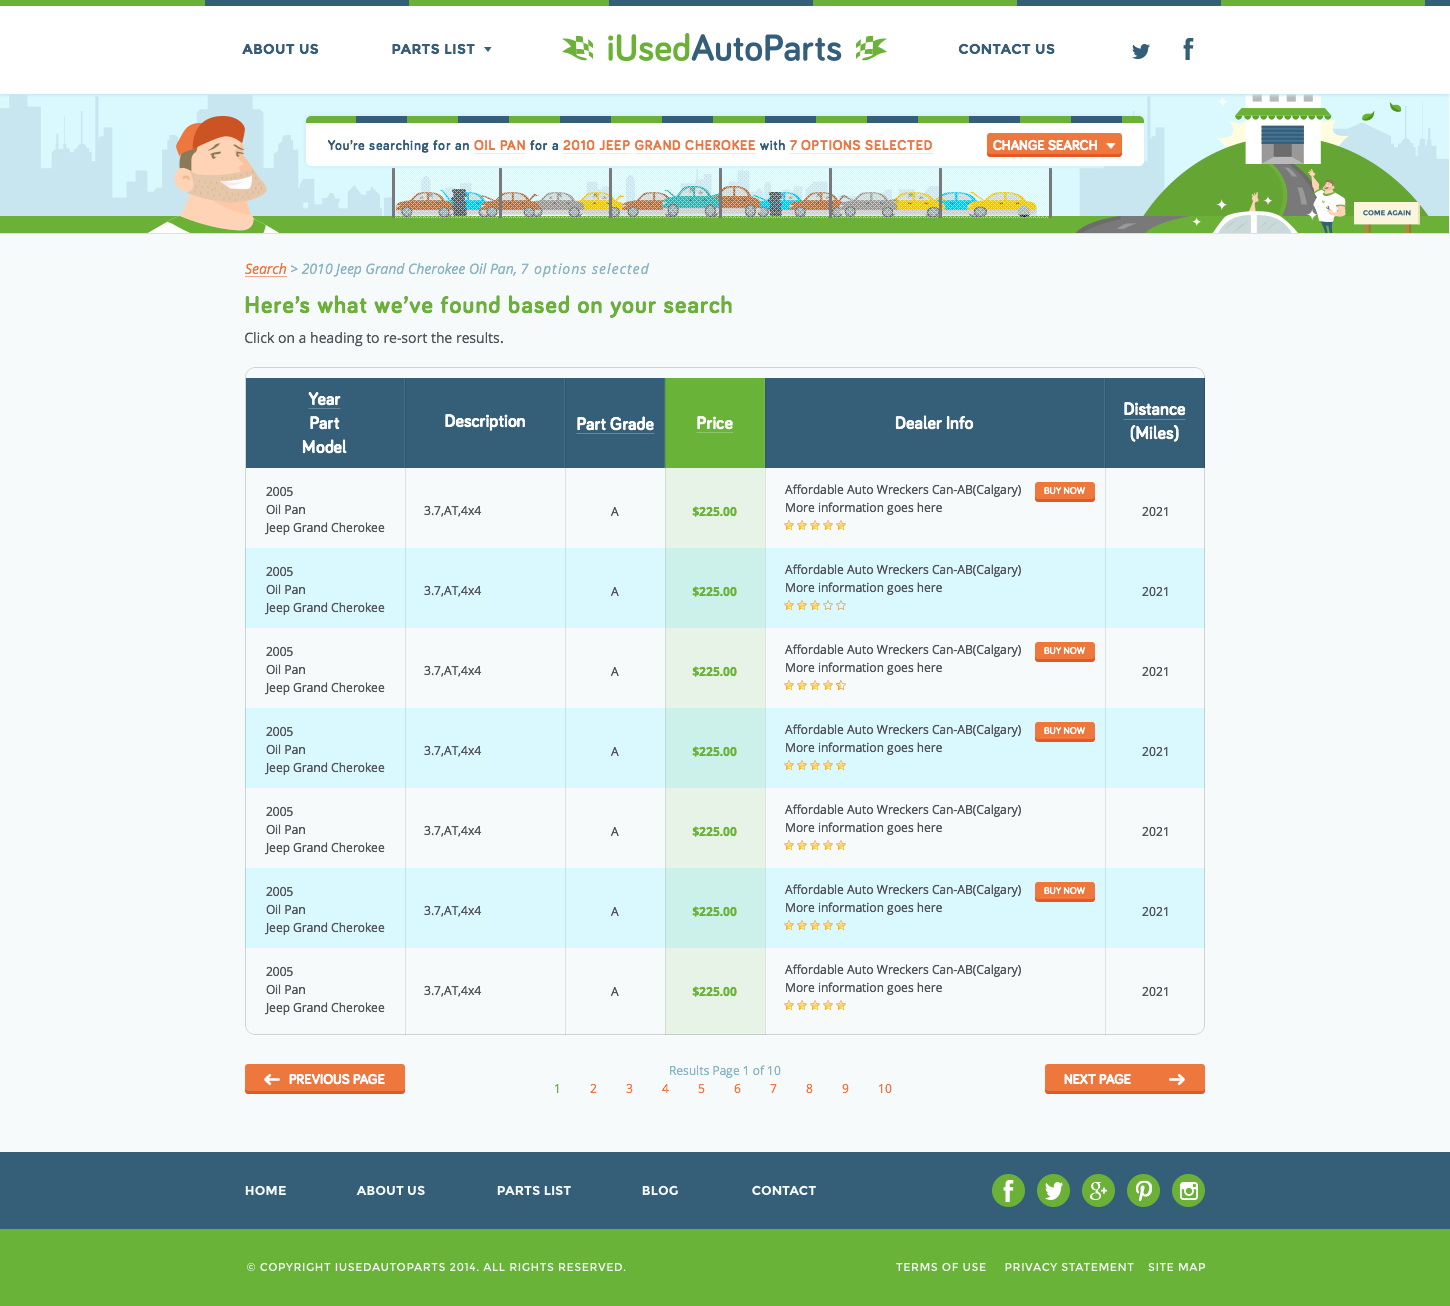 ABOUT US
PARTS LIST
iUsedAutoParts
CONTACT US
You're searching for an OIL PAN for a 2010 JEEP GRAND CHEROKEE with 7 OPTIONS SELECTED
CHANGE SEARCH
COME AGAIN
Search > 2010 Jeep Grand Cherokee Oil Pan, 7 options selected
Here's what we've found based on your search
Click on a heading to re-sort the results.
Year
Part
Model
Description
Part Grade
Price
Dealer Info
Distance
(Miles)
2005
Oil Pan
Jeep Grand Cherokee
3.7,AT,4x4
A
$225.00
Affordable Auto Wreckers Can-AB(Calgary)
More information goes here
BUY NOW
2021
2005
Oil Pan
Jeep Grand Cherokee
3.7,AT,4x4
A
$225.00
Affordable Auto Wreckers Can-AB(Calgary)
More information goes here
2021
2005
Oil Pan
Jeep Grand Cherokee
3.7,AT,4x4
A
$225.00
Affordable Auto Wreckers Can-AB(Calgary)
More information goes here
BUY NOW
2021
2005
Oil Pan
Jeep Grand Cherokee
3.7,AT,4x4
A
$225.00
Affordable Auto Wreckers Can-AB(Calgary)
More information goes here
BUY NOW
2021
2005
Oil Pan
Jeep Grand Cherokee
3.7,AT,4x4
A
$225.00
Affordable Auto Wreckers Can-AB(Calgary)
More information goes here
2021
2005
Oil Pan
Jeep Grand Cherokee
3.7,AT,4x4
A
$225.00
Affordable Auto Wreckers Can-AB(Calgary)
More information goes here
BUY NOW
2021
2005
Oil Pan
Jeep Grand Cherokee
3.7,AT,4x4
A
$225.00
Affordable Auto Wreckers Can-AB(Calgary)
More information goes here
2021
PREVIOUS PAGE
Results Page 1 of 10
1 2 3 4 5 6 7 8 9 10
NEXT PAGE
HOME
ABOUT US
PARTS LIST
BLOG
CONTACT
© COPYRIGHT IUSEDAUTOPARTS 2014. ALL RIGHTS RESERVED.
TERMS OF USE
PRIVACY STATEMENT
SITE MAP